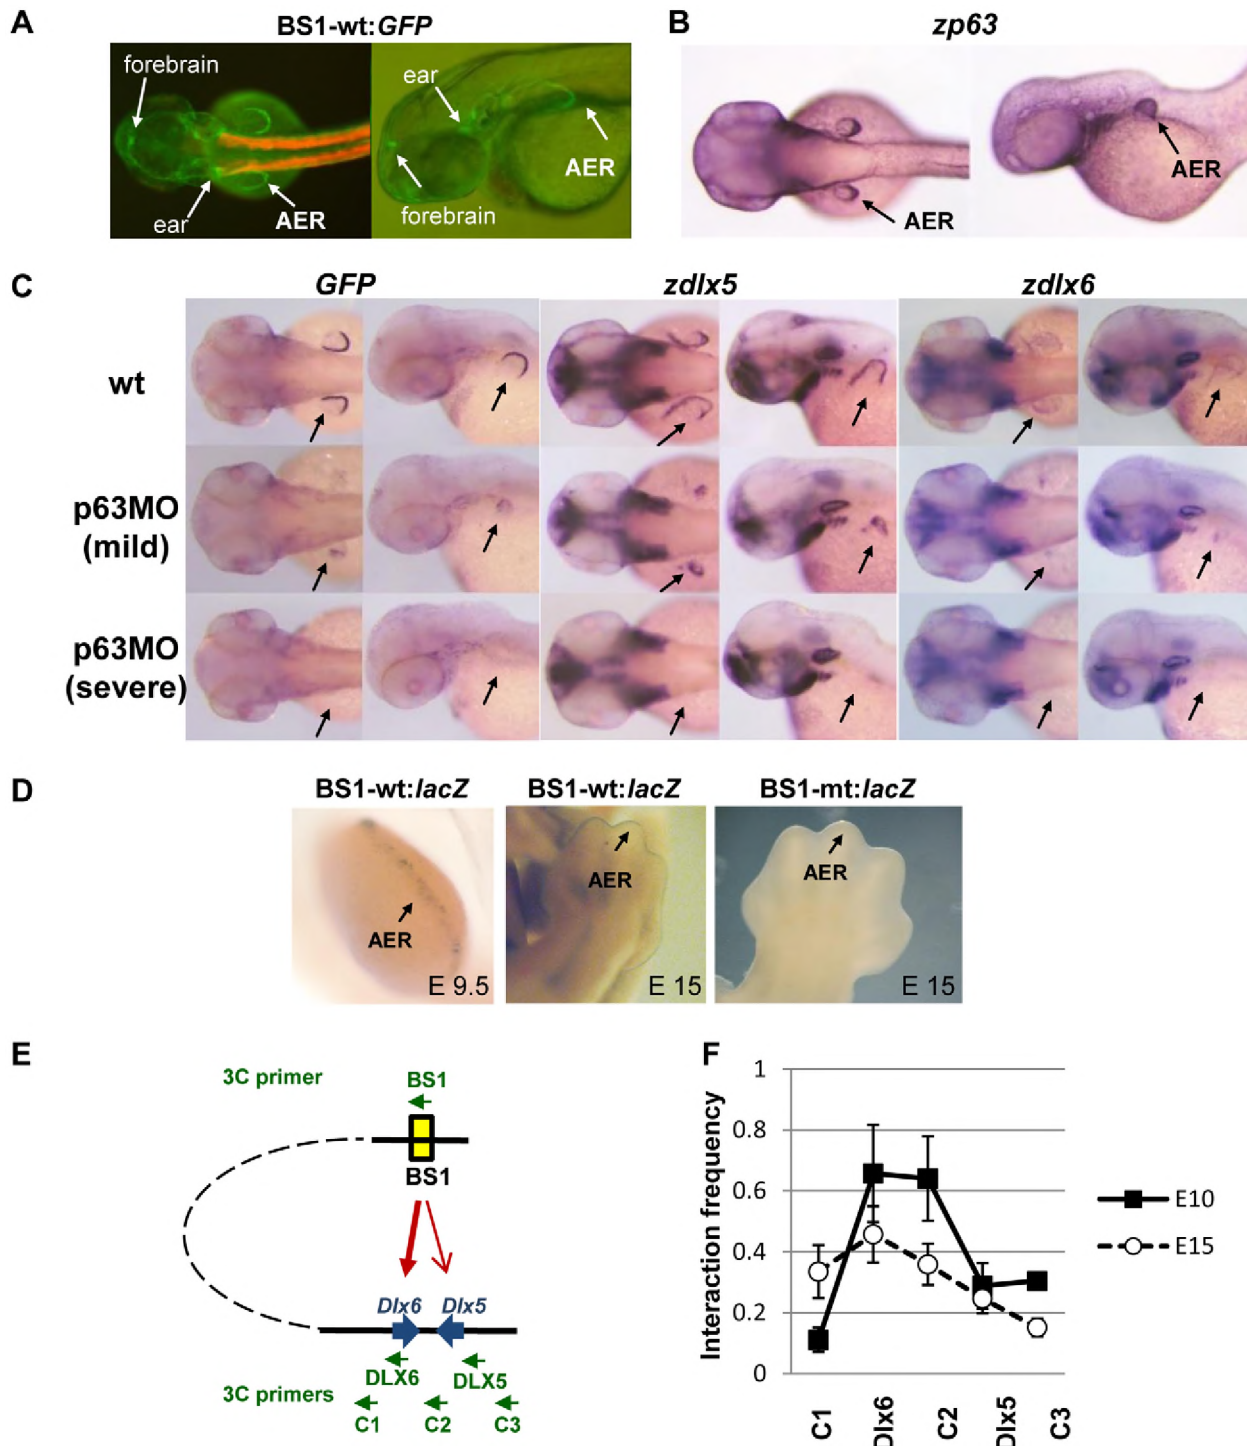 A
BS1-wt:GFP
forebrain
ear
AER
ear
AER
forebrain
B
zp63
AER
AER
C
GFP
zdlx5
zdlx6
wt
p63MO
(mild)
p63MO
(severe)
D
BS1-wt:lacZ
BS1-wt:lacZ
BS1-mt:lacZ
AER
E 9.5
AER
E 15
AER
E 15
E
3C primer
BS1
BS1
Dlx6
Dlx5
DLX6
DLX5
3C primers
C1
C2
C3
F
Interaction frequency
1
0.8
0.6
0.4
0.2
0
C1
Dlx6
C2
Dlx5
C3
E10
E15